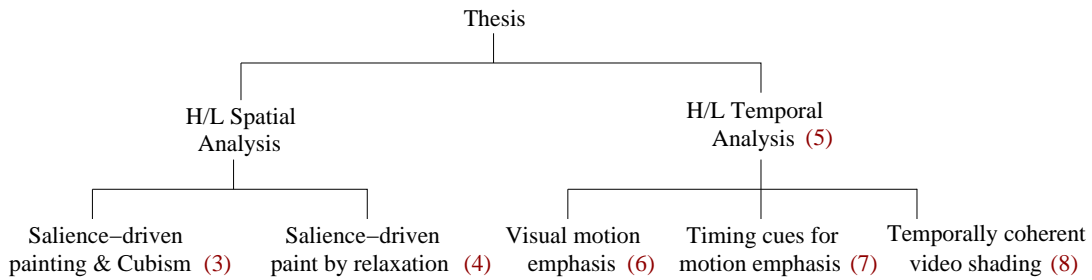 Thesis
H/L Spatial
Analysis
H/L Temporal
Analysis (5)
Salience–driven
painting & Cubism (3)
Salience–driven
paint by relaxation (4)
Visual motion
emphasis (6)
Timing cues for
motion emphasis (7)
Temporally coherent
video shading (8)